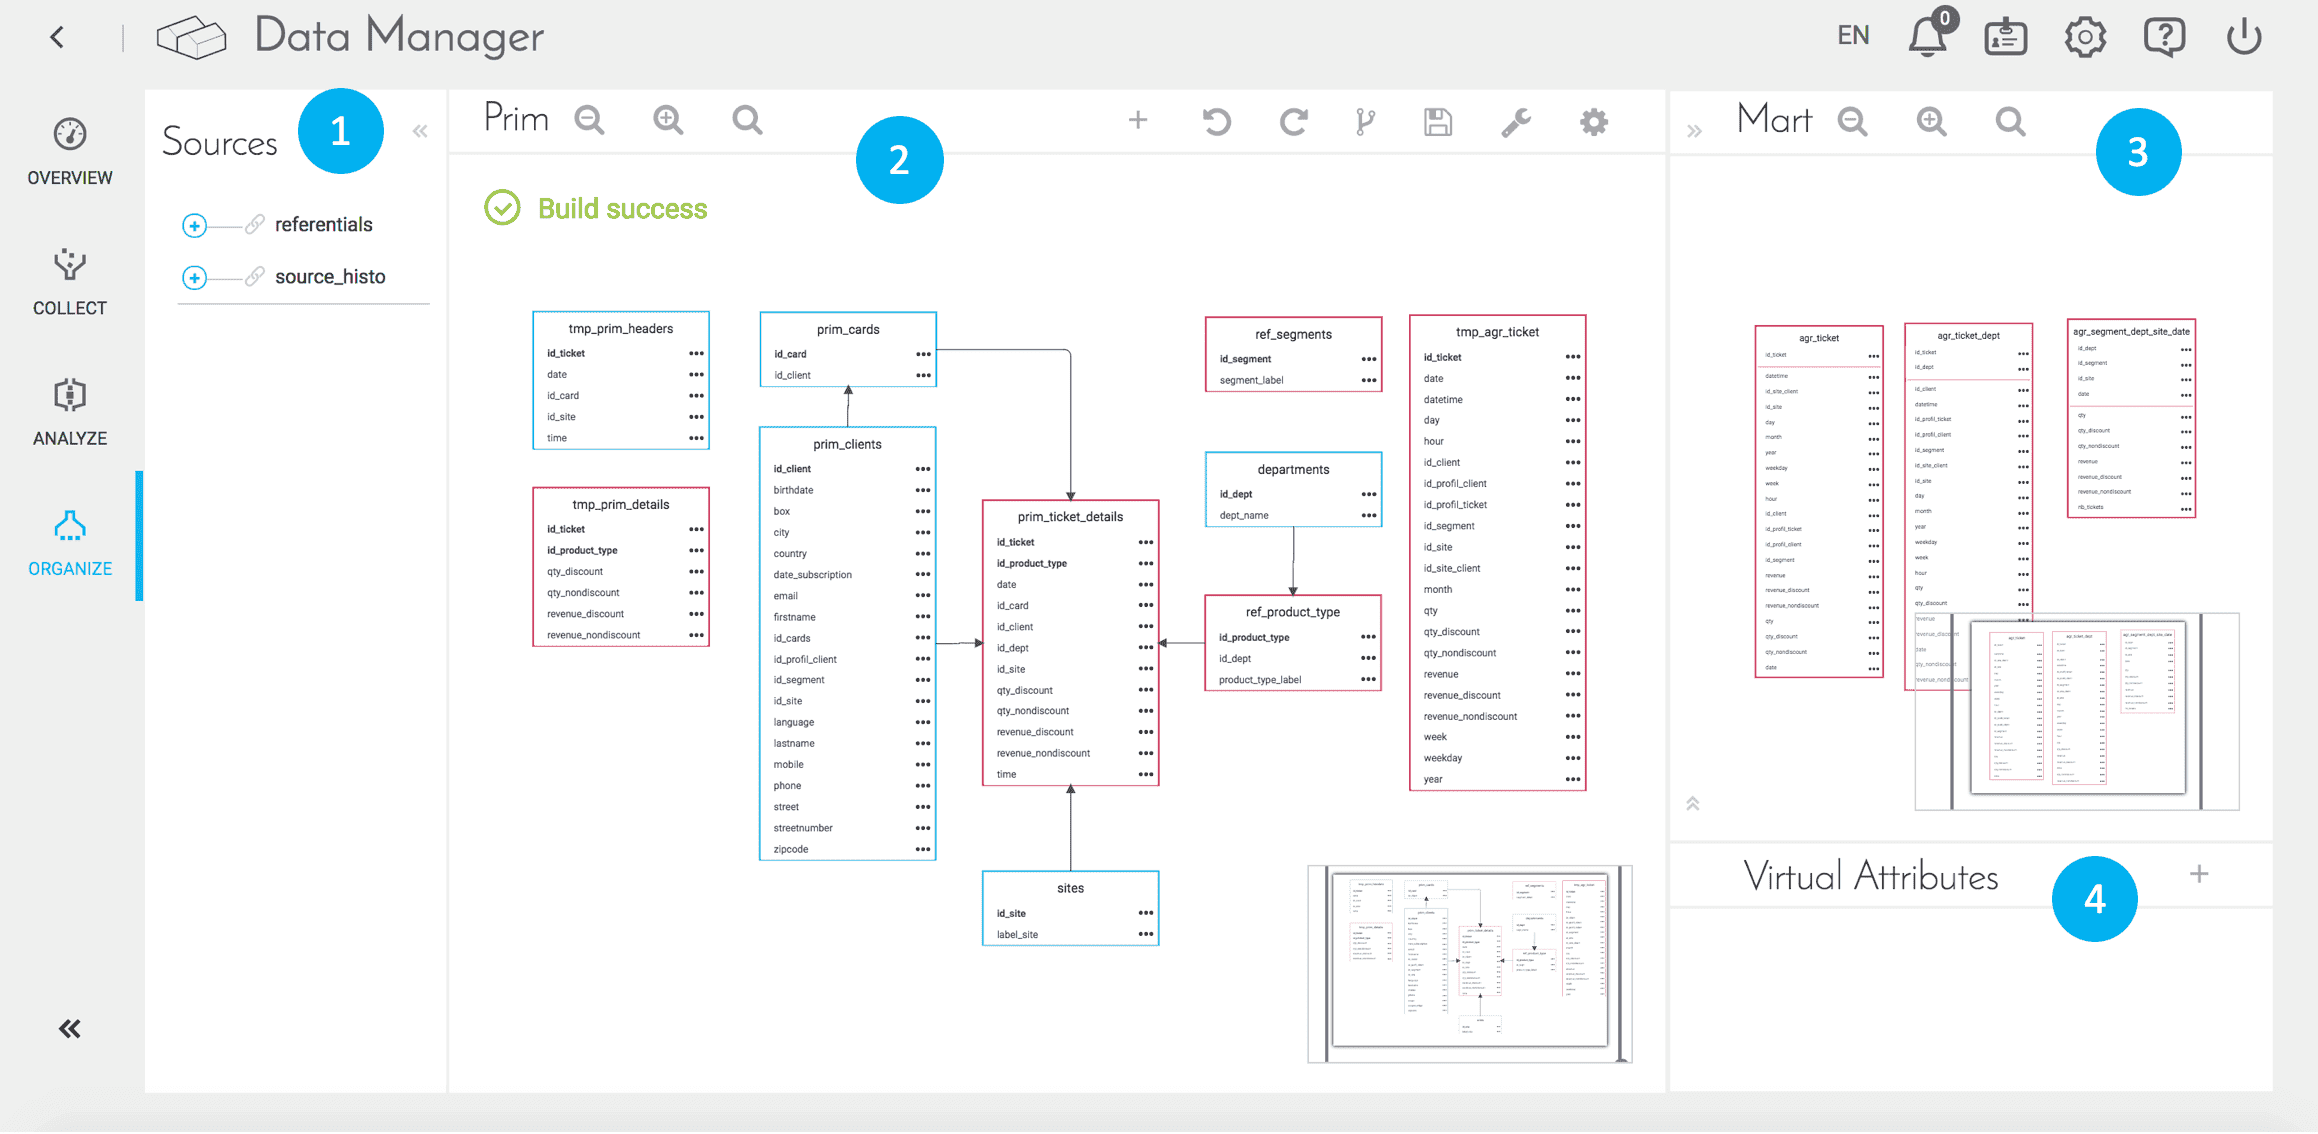 Data Manager
EN
0
OVERVIEW
COLLECT
ANALYZE
ORGANIZE
Sources
1
referentials
source_histo
Prim
2
Build success
tmp_prim_headers
id_ticket
date
id_card
id_site
time
tmp_prim_details
id_ticket
id_product_type
qty_discount
qty_nondiscount
revenue_discount
revenue_nondiscount
prim_cards
id_card
id_client
prim_clients
id_client
birthdate
box
city
country
date_subscription
email
firstname
id_cards
id_profil_client
id_segment
id_site
language
lastname
mobile
phone
street
streetnumber
zipcode
prim_ticket_details
id_ticket
id_product_type
date
id_card
id_client
id_dept
id_site
qty_discount
qty_nondiscount
revenue_discount
revenue_nondiscount
time
sites
id_site
label_site
ref_segments
id_segment
segment_label
departments
id_dept
dept_name
ref_product_type
id_product_type
id_dept
product_type_label
tmp_agr_ticket
id_ticket
date
datetime
day
hour
id_client
id_profil_client
id_profil_ticket
id_segment
id_site
id_site_client
month
qty
qty_discount
qty_nondiscount
revenue
revenue_discount
revenue_nondiscount
week
weekday
year
Mart
3
agr_ticket
id_ticket
datetime
id_site_client
id_site
day
month
year
weekday
week
hour
id_client
id_profil_ticket
id_profil_client
id_segment
revenue
revenue_discount
revenue_nondiscount
qty
qty_discount
qty_nondiscount
date
agr_ticket_dept
id_ticket
id_dept
id_client
datetime
id_profil_ticket
id_profil_client
id_segment
id_site_client
id_site
day
month
year
weekday
week
hour
qty
qty_discount
revenue
revenue_discount
date
qty_nondiscount
revenue_nondiscount
agr_segment_dept_site_date
id_dept
id_segment
id_site
date
qty
qty_discount
qty_nondiscount
revenue
revenue_discount
revenue_nondiscount
nb_tickets
Virtual Attributes
4